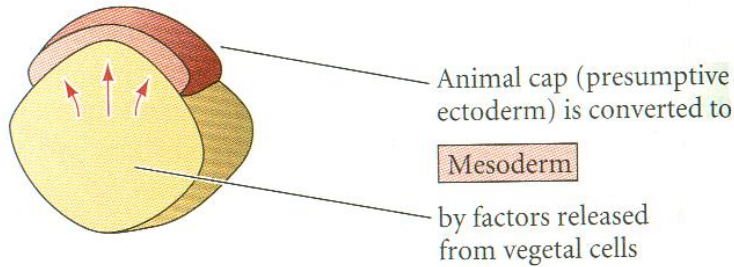 Animal cap (presumptive
ectoderm) is converted to
Mesoderm
by factors released
from vegetal cells